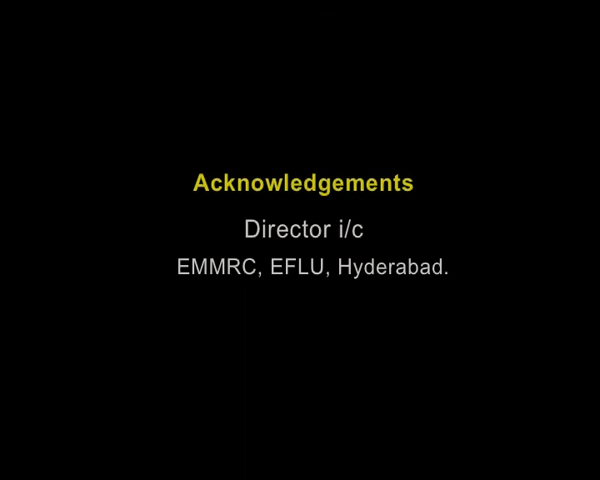 Acknowledgements
Director i/c
EMMRC, EFLU, Hyderabad.